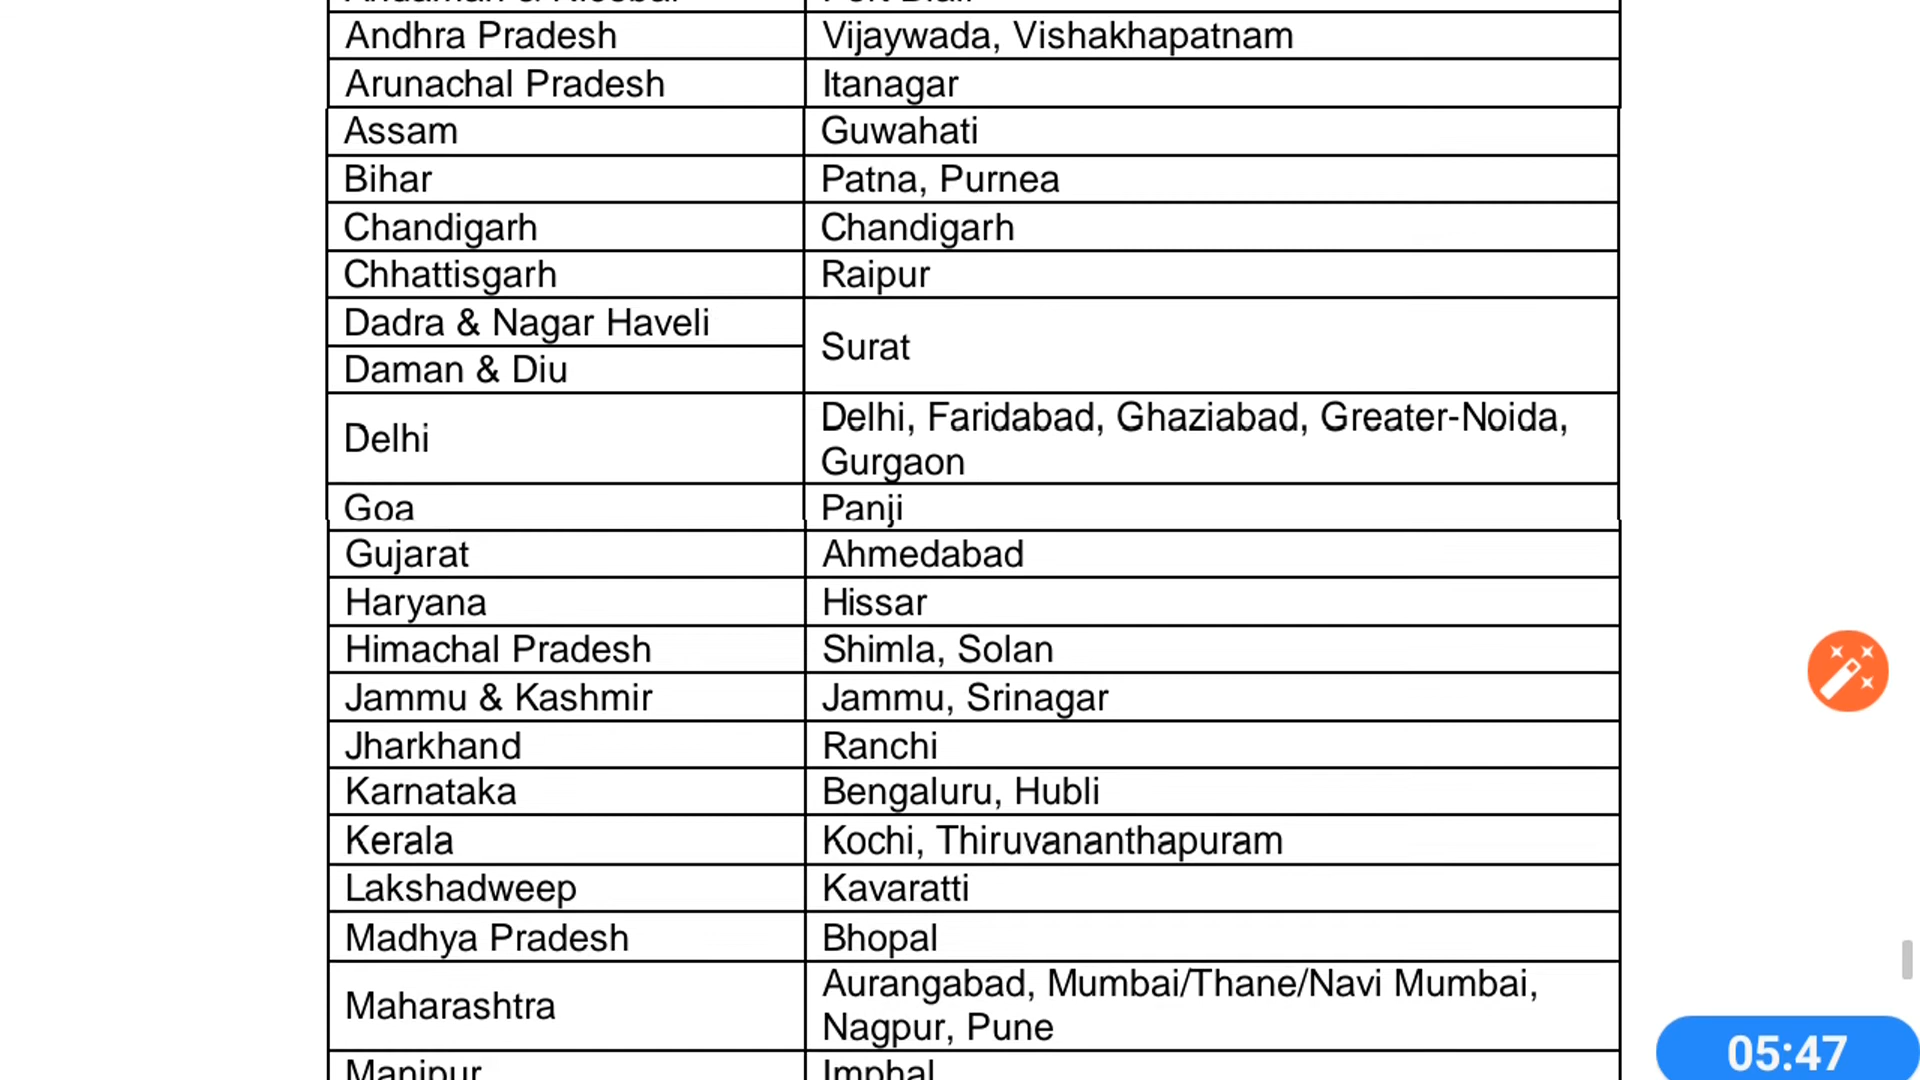 Andhra Pradesh Vijaywada, Vishakhapatnam
Arunachal Pradesh Itanagar
Assam Guwahati
Bihar Patna, Purnea
Chandigarh Chandigarh
Chhattisgarh Raipur
Dadra & Nagar Haveli
Surat
Daman & Diu
Delhi, Faridabad, Ghaziabad, Greater-Noida,
Delhi
Gurgaon
Goa Panji
Gujarat Ahmedabad
Haryana Hissar
Himachal Pradesh Shimla, Solan
Jammu & Kashmir Jammu, Srinagar
Jharkhand Ranchi
Karnataka Bengaluru, Hubli
Kerala Kochi, Thiruvananthapuram
Lakshadweep Kavaratti
Madhya Pradesh Bhopal
Aurangabad, Mumbai/Thane/Navi Mumbai,
Maharashtra
Nagpur, Pune
Manipur Imphal
05:47